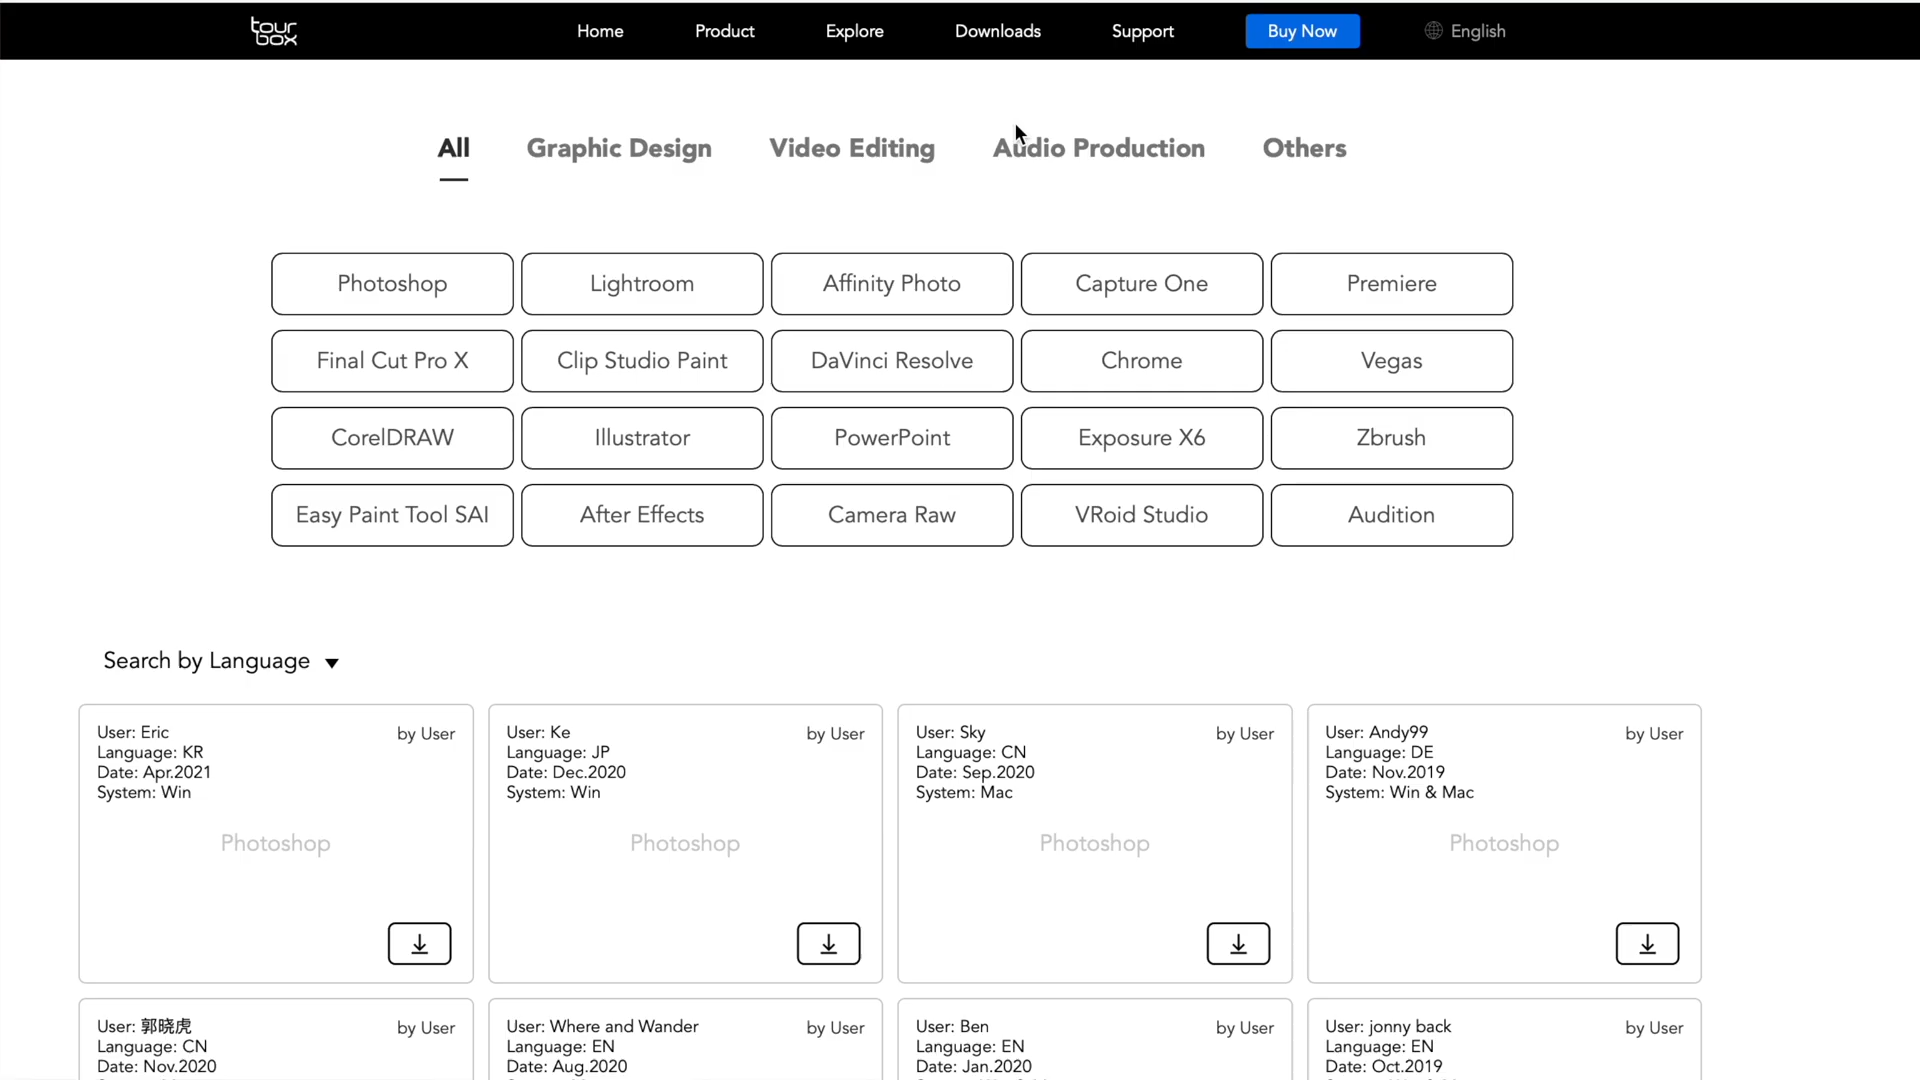 tour
box
Home
Product
Explore
Downloads
Support
Buy Now
English
All
Graphic Design
Video Editing
Audio Production
Others
Photoshop
Lightroom
Affinity Photo
Capture One
Premiere
Final Cut Pro X
Clip Studio Paint
DaVinci Resolve
Chrome
Vegas
CorelDRAW
Illustrator
PowerPoint
Exposure X6
Zbrush
Easy Paint Tool SAI
After Effects
Camera Raw
VRoid Studio
Audition
Search by Language
User: Eric
by User
Language: KR
Date: Apr.2021
System: Win
Photoshop
User: Ke
by User
Language: JP
Date: Dec.2020
System: Win
Photoshop
User: Sky
by User
Language: CN
Date: Sep.2020
System: Mac
Photoshop
User: Andy99
by User
Language: DE
Date: Nov.2019
System: Win & Mac
Photoshop
User: 郭晓虎
by User
Language: CN
Date: Nov.2020
User: Where and Wander
by User
Language: EN
Date: Aug.2020
User: Ben
by User
Language: EN
Date: Jan.2020
User: jonny back
by User
Language: EN
Date: Oct.2019